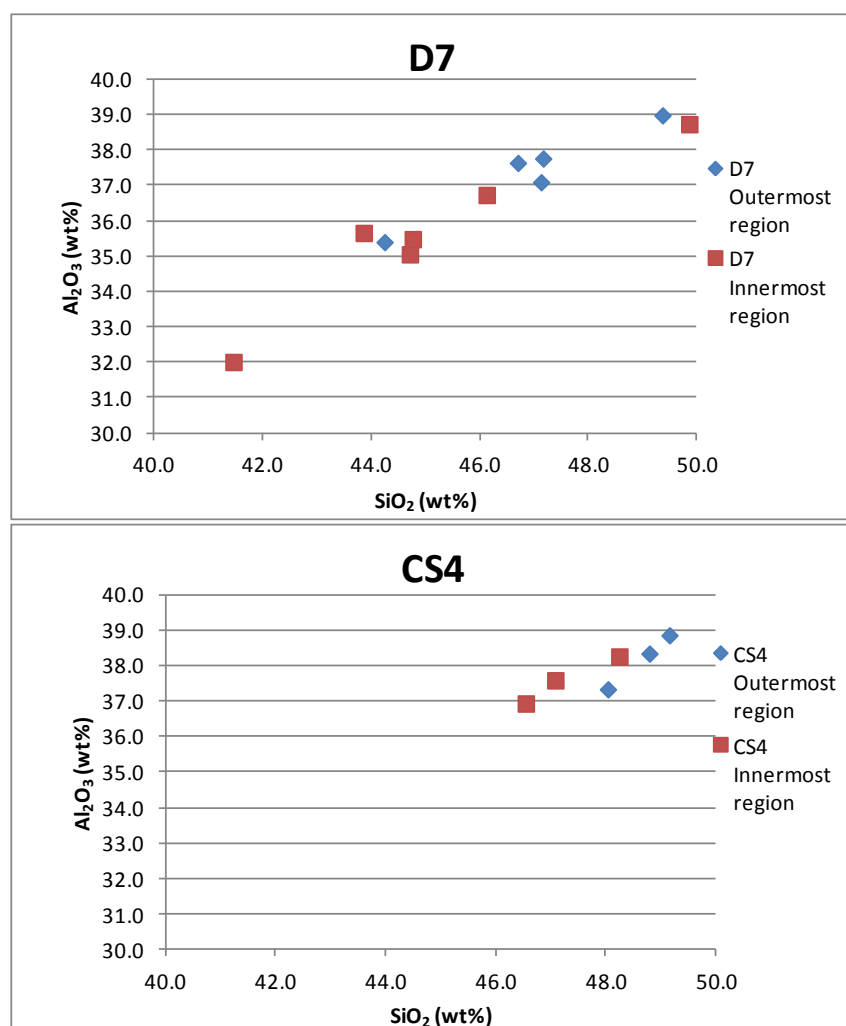 D7
40.0
39.0
38.0
37.0
36.0
35.0
34.0
33.0
32.0
31.0
30.0
Al₂O₃ (wt%)
40.0 42.0 44.0 46.0 48.0 50.0
SiO₂ (wt%)
D7
Outermost
region
D7
Innermost
region
CS4
40.0
39.0
38.0
37.0
36.0
35.0
34.0
33.0
32.0
31.0
30.0
Al₂O₃ (wt%)
40.0 42.0 44.0 46.0 48.0 50.0
SiO₂ (wt%)
CS4
Outermost
region
CS4
Innermost
region